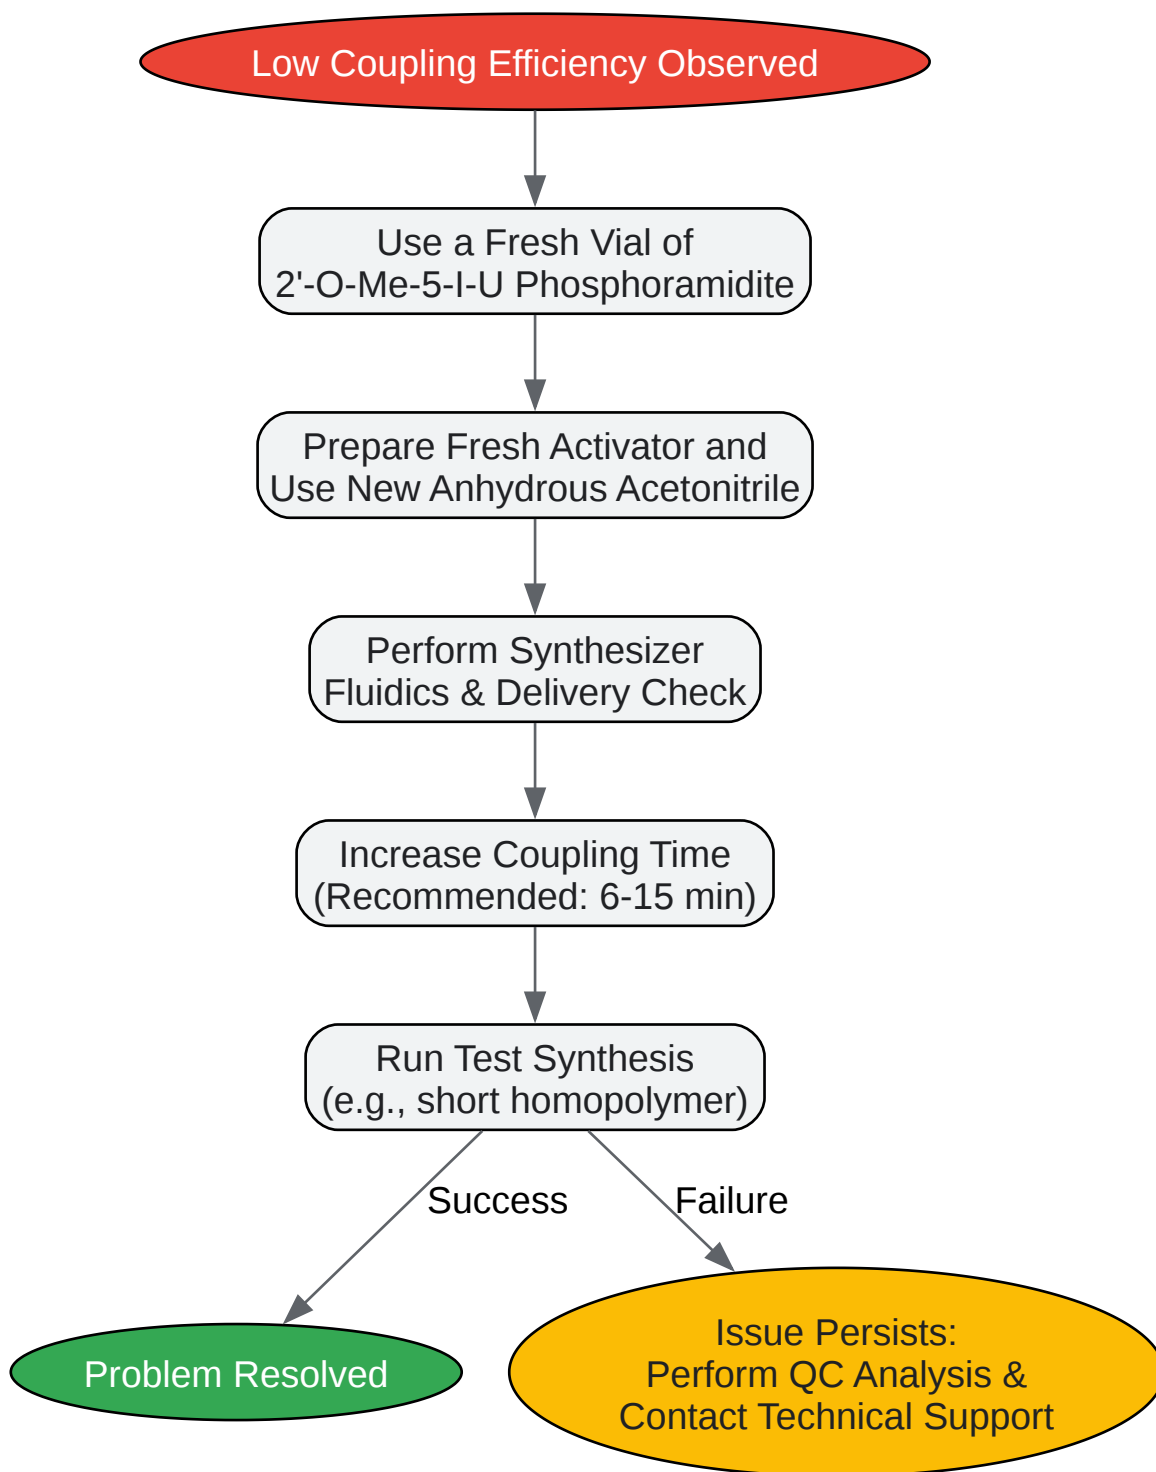 Low Coupling Efficiency Observed
Use a Fresh Vial of
2'-O-Me-5-I-U Phosphoramidite
Prepare Fresh Activator and
Use New Anhydrous Acetonitrile
Perform Synthesizer
Fluidics & Delivery Check
Increase Coupling Time
(Recommended: 6-15 min)
Run Test Synthesis
(e.g., short homopolymer)
Success
Failure
Problem Resolved
Issue Persists:
Perform QC Analysis &
Contact Technical Support